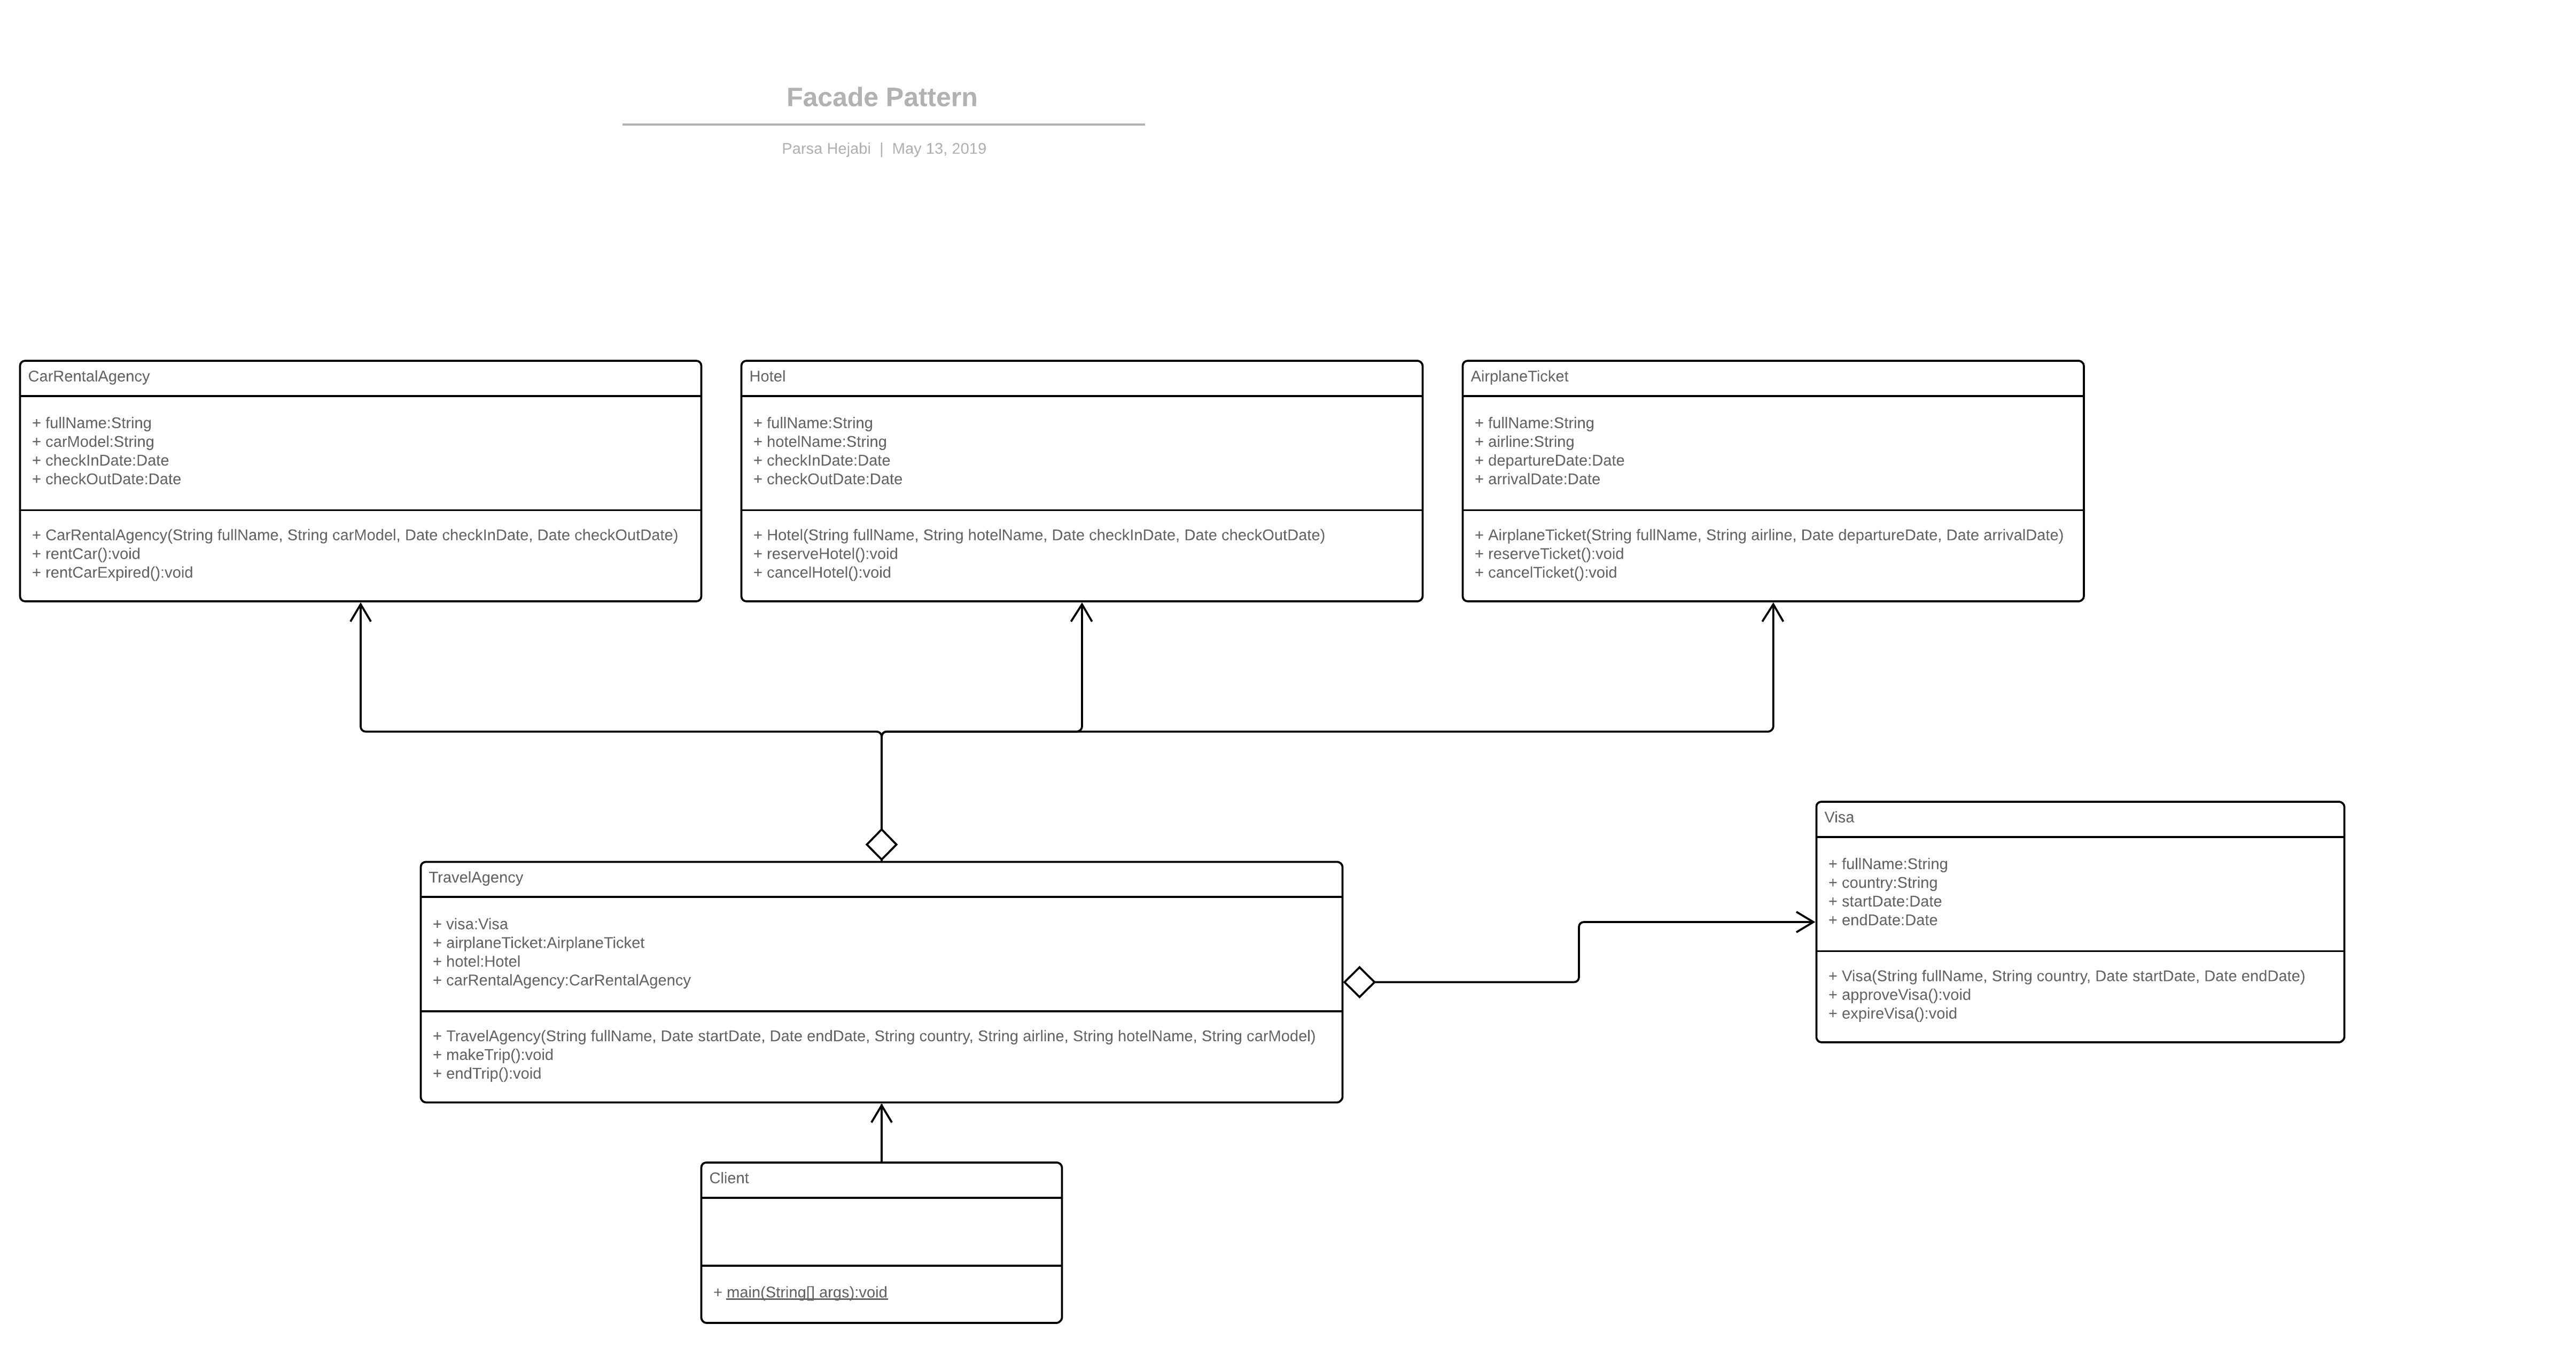 Facade Pattern
Parsa Hejabi | May 13, 2019
CarRentalAgency
+ fullName:String
+ carModel:String
+ checkInDate:Date
+ checkOutDate:Date
+ CarRentalAgency(String fullName, String carModel, Date checkInDate, Date checkOutDate)
+ rentCar():void
+ rentCarExpired():void
Hotel
+ fullName:String
+ hotelName:String
+ checkInDate:Date
+ checkOutDate:Date
+ Hotel(String fullName, String hotelName, Date checkInDate, Date checkOutDate)
+ reserveHotel():void
+ cancelHotel():void
AirplaneTicket
+ fullName:String
+ airline:String
+ departureDate:Date
+ arrivalDate:Date
+ AirplaneTicket(String fullName, String airline, Date departureDate, Date arrivalDate)
+ reserveTicket():void
+ cancelTicket():void
TravelAgency
+ visa:Visa
+ airplaneTicket:AirplaneTicket
+ hotel:Hotel
+ carRentalAgency:CarRentalAgency
+ TravelAgency(String fullName, Date startDate, Date endDate, String country, String airline, String hotelName, String carModel)
+ makeTrip():void
+ endTrip():void
Visa
+ fullName:String
+ country:String
+ startDate:Date
+ endDate:Date
+ Visa(String fullName, String country, Date startDate, Date endDate)
+ approveVisa():void
+ expireVisa():void
Client
+ main(String[] args):void